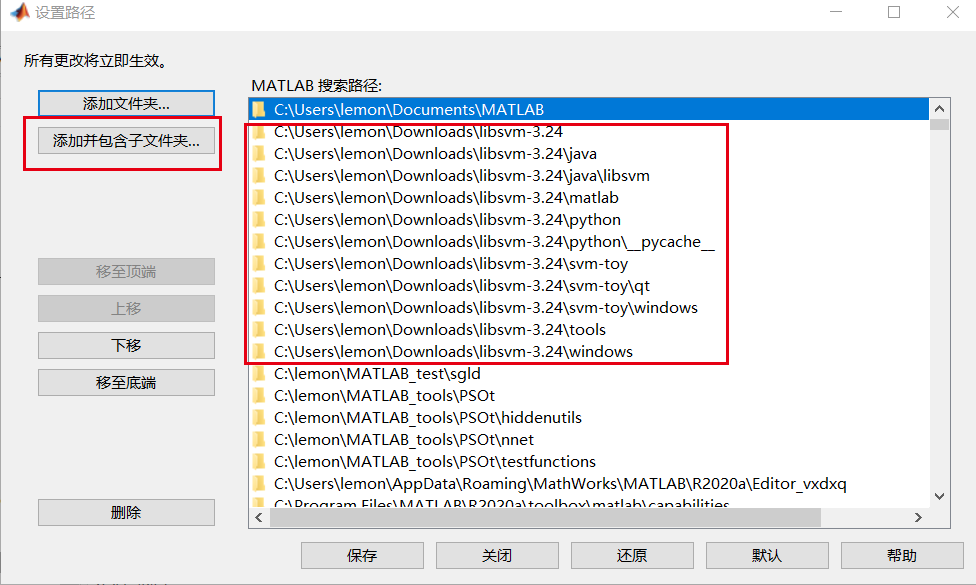 设置路径
所有更改将立即生效。
添加文件夹...
添加并包含子文件夹...
移至顶端
上移
下移
移至底端
删除
MATLAB 搜索路径:
C:\Users\lemon\Documents\MATLAB
C:\Users\lemon\Downloads\libsvm-3.24
C:\Users\lemon\Downloads\libsvm-3.24\java
C:\Users\lemon\Downloads\libsvm-3.24\java\libsvm
C:\Users\lemon\Downloads\libsvm-3.24\matlab
C:\Users\lemon\Downloads\libsvm-3.24\python
C:\Users\lemon\Downloads\libsvm-3.24\python\__pycache__
C:\Users\lemon\Downloads\libsvm-3.24\svm-toy
C:\Users\lemon\Downloads\libsvm-3.24\svm-toy\qt
C:\Users\lemon\Downloads\libsvm-3.24\svm-toy\windows
C:\Users\lemon\Downloads\libsvm-3.24\tools
C:\Users\lemon\Downloads\libsvm-3.24\windows
C:\lemon\MATLAB_test\sgld
C:\lemon\MATLAB_tools\PSOt
C:\lemon\MATLAB_tools\PSOt\hiddenutils
C:\lemon\MATLAB_tools\PSOt\nnet
C:\lemon\MATLAB_tools\PSOt\testfunctions
C:\Users\lemon\AppData\Roaming\MathWorks\MATLAB\R2020a\Editor_vxdxq
C:\Program Files\MATLAB\R2020a\toolbox\matlab\capabilities
保存
关闭
还原
默认
帮助